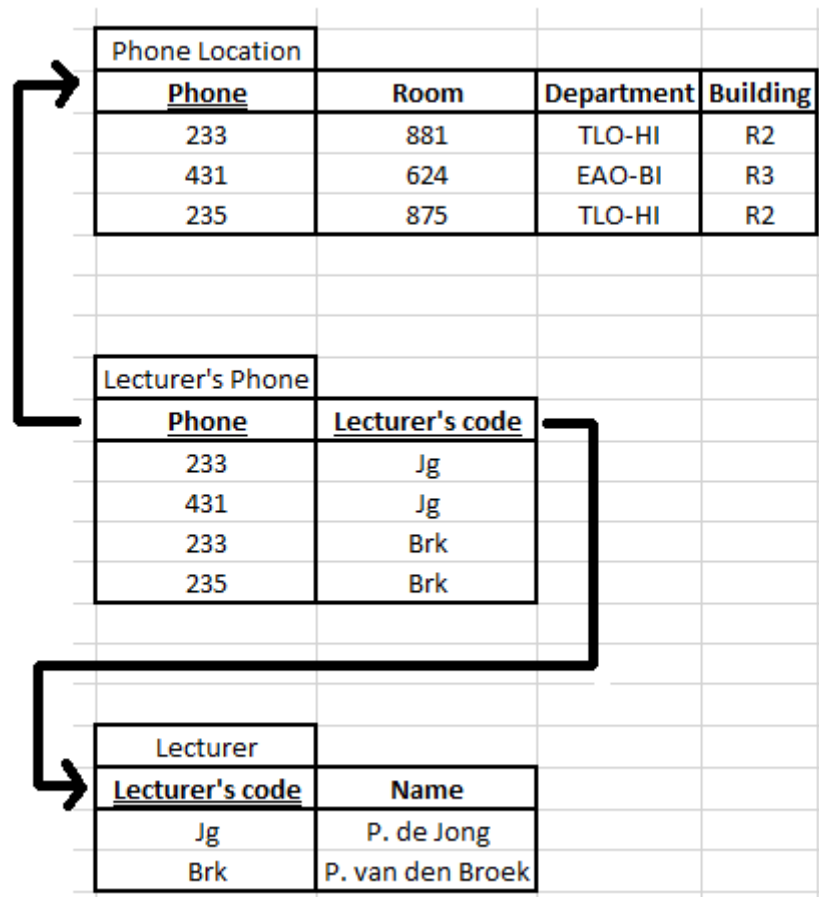 Phone Location
Phone Room Department Building
233 881 TLO-HI R2
431 624 EAO-BI R3
235 875 TLO-HI R2
Lecturer's Phone
Phone Lecturer's code
233 Jg
431 Jg
233 Brk
235 Brk
Lecturer
Lecturer's code Name
Jg P. de Jong
Brk P. van den Broek